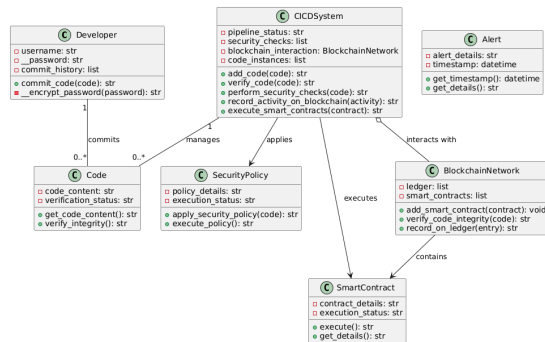 C Developer
username: str
__password: str
commit_history: list
commit_code(code): str
__encrypt_password(password): str
C CICDSystem
pipeline_status: str
security_checks: list
blockchain_interaction: BlockchainNetwork
code_instances: list
add_code(code): str
verify_code(code): str
perform_security_checks(code): str
record_activity_on_blockchain(activity): str
execute_smart_contracts(contract): str
C Alert
alert_details: str
timestamp: datetime
get_timestamp(): datetime
get_details(): str
1
commits
0..*
1
manages
0..*
applies
executes
interacts with
C Code
code_content: str
verification_status: str
get_code_content(): str
verify_integrity(): str
C SecurityPolicy
policy_details: str
execution_status: str
apply_security_policy(code): str
execute_policy(): str
C BlockchainNetwork
ledger: list
smart_contracts: list
add_smart_contract(contract): void
verify_code_integrity(code): str
record_on_ledger(entry): str
contains
C SmartContract
contract_details: str
execution_status: str
execute(): str
get_details(): str